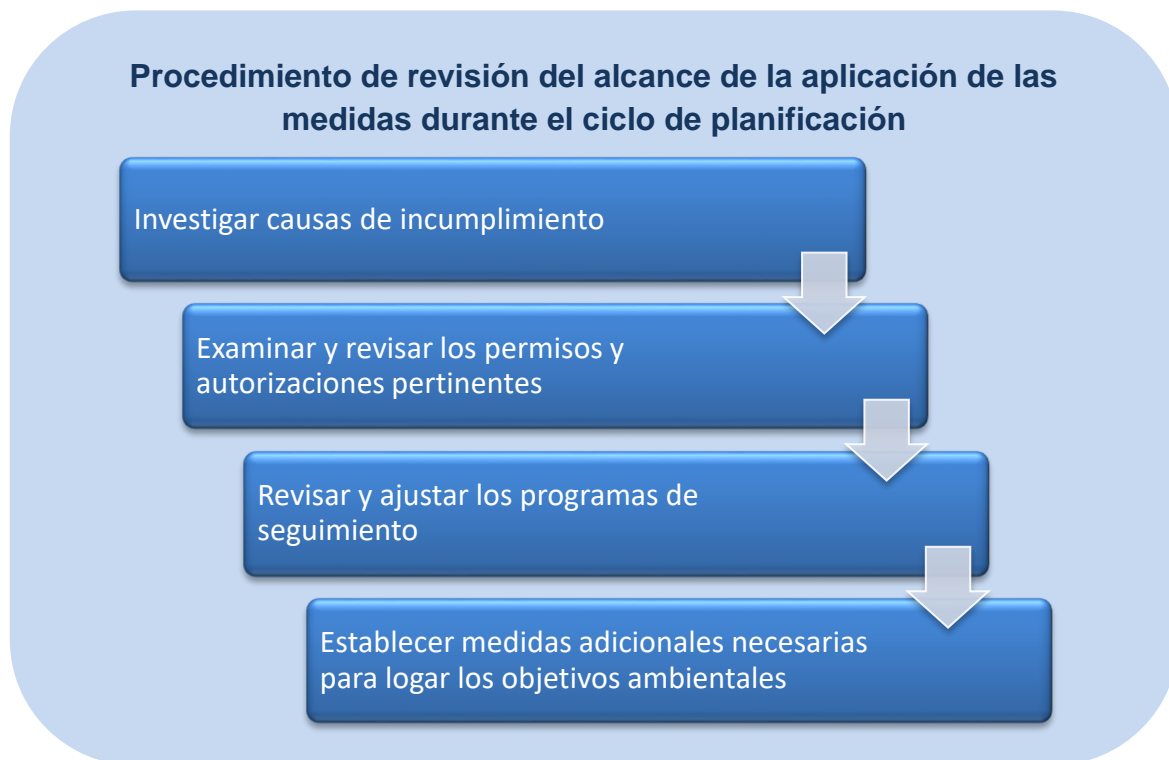 Procedimiento de revisión del alcance de la aplicación de las
medidas durante el ciclo de planificación
Investigar causas de incumplimiento
Examinar y revisar los permisos y
autorizaciones pertinentes
Revisar y ajustar los programas de
seguimiento
Establecer medidas adicionales necesarias
para logar los objetivos ambientales